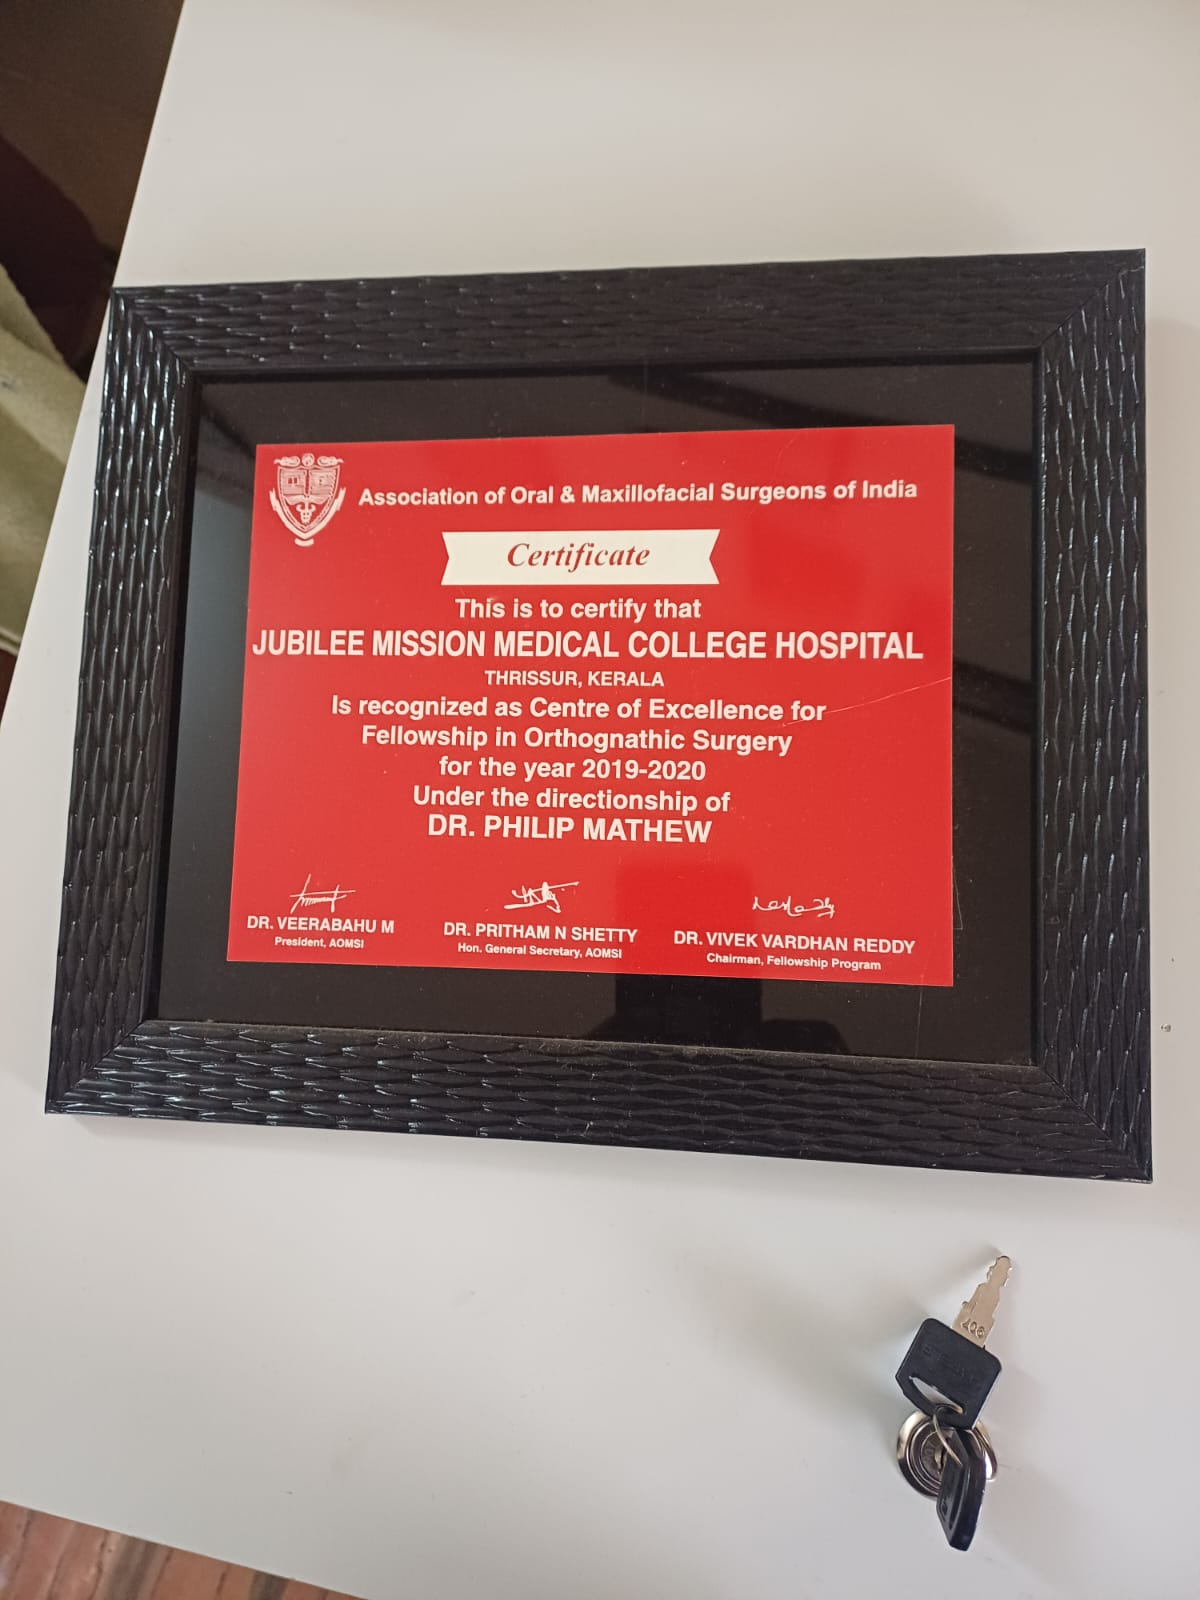 Association of Oral & Maxillofacial Surgeons of India
Certificate
This is to certify that
JUBILEE MISSION MEDICAL COLLEGE HOSPITAL
THRISSUR, KERALA
Is recognized as Centre of Excellence for
Fellowship in Orthognathic Surgery
for the year 2019-2020
Under the directionship of
DR. PHILIP MATHEW
DR. VEERABAHU M
President, AOMSI
DR. PRITHAM N SHETTY
Hon. General Secretary, AOMSI
DR. VIVEK VARDHAN REDDY
Chairman, Fellowship Program